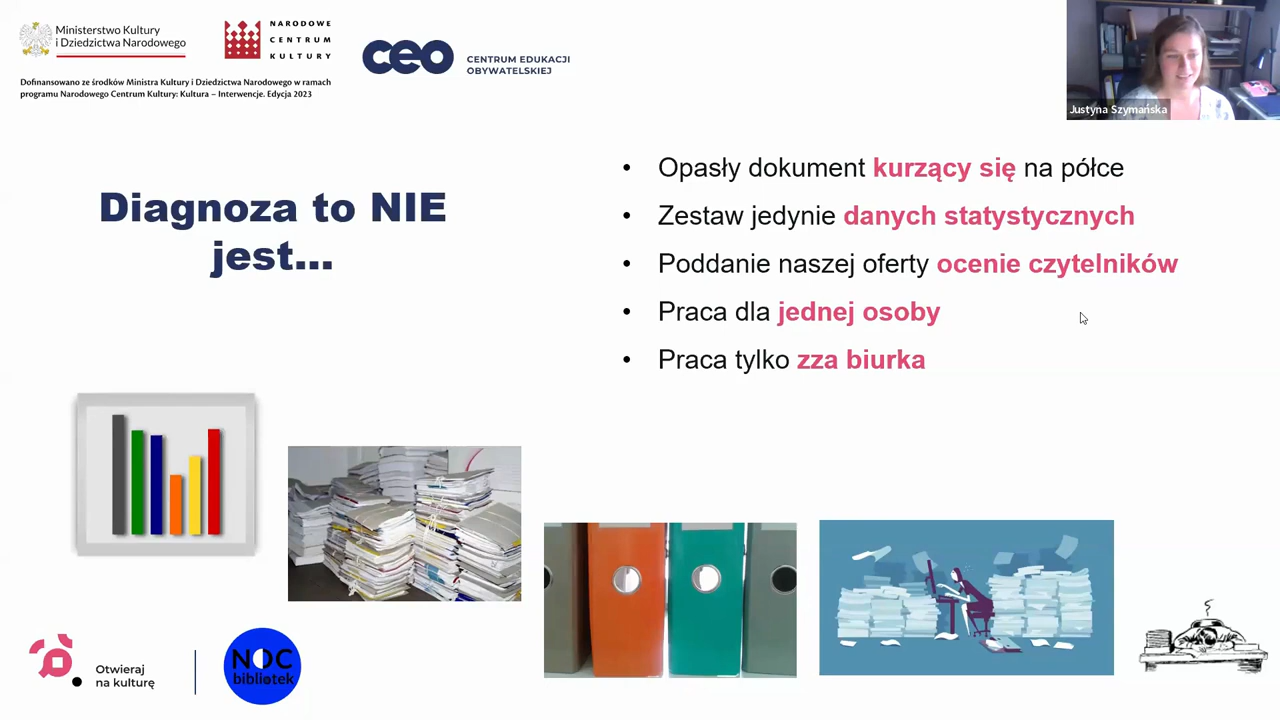 Ministerstwo Kultury
i Dziedzictwa Narodowego
NARODOWE
CENTRUM
KULTURY
ceo
CENTRUM EDUKACJI
OBYWATELSKIEJ
Dofinansowano ze środków Ministra Kultury i Dziedzictwa Narodowego w ramach
programu Narodowego Centrum Kultury: Kultura – Interwencje. Edycja 2023
Justyna Szymańska
Diagnoza to NIE
jest...
• Opasły dokument kurzący się na półce
• Zestaw jedynie danych statystycznych
• Poddanie naszej oferty ocenie czytelników
• Praca dla jednej osoby
• Praca tylko zza biurka
Otwieraj
na kulturę
NOC
bibliotek